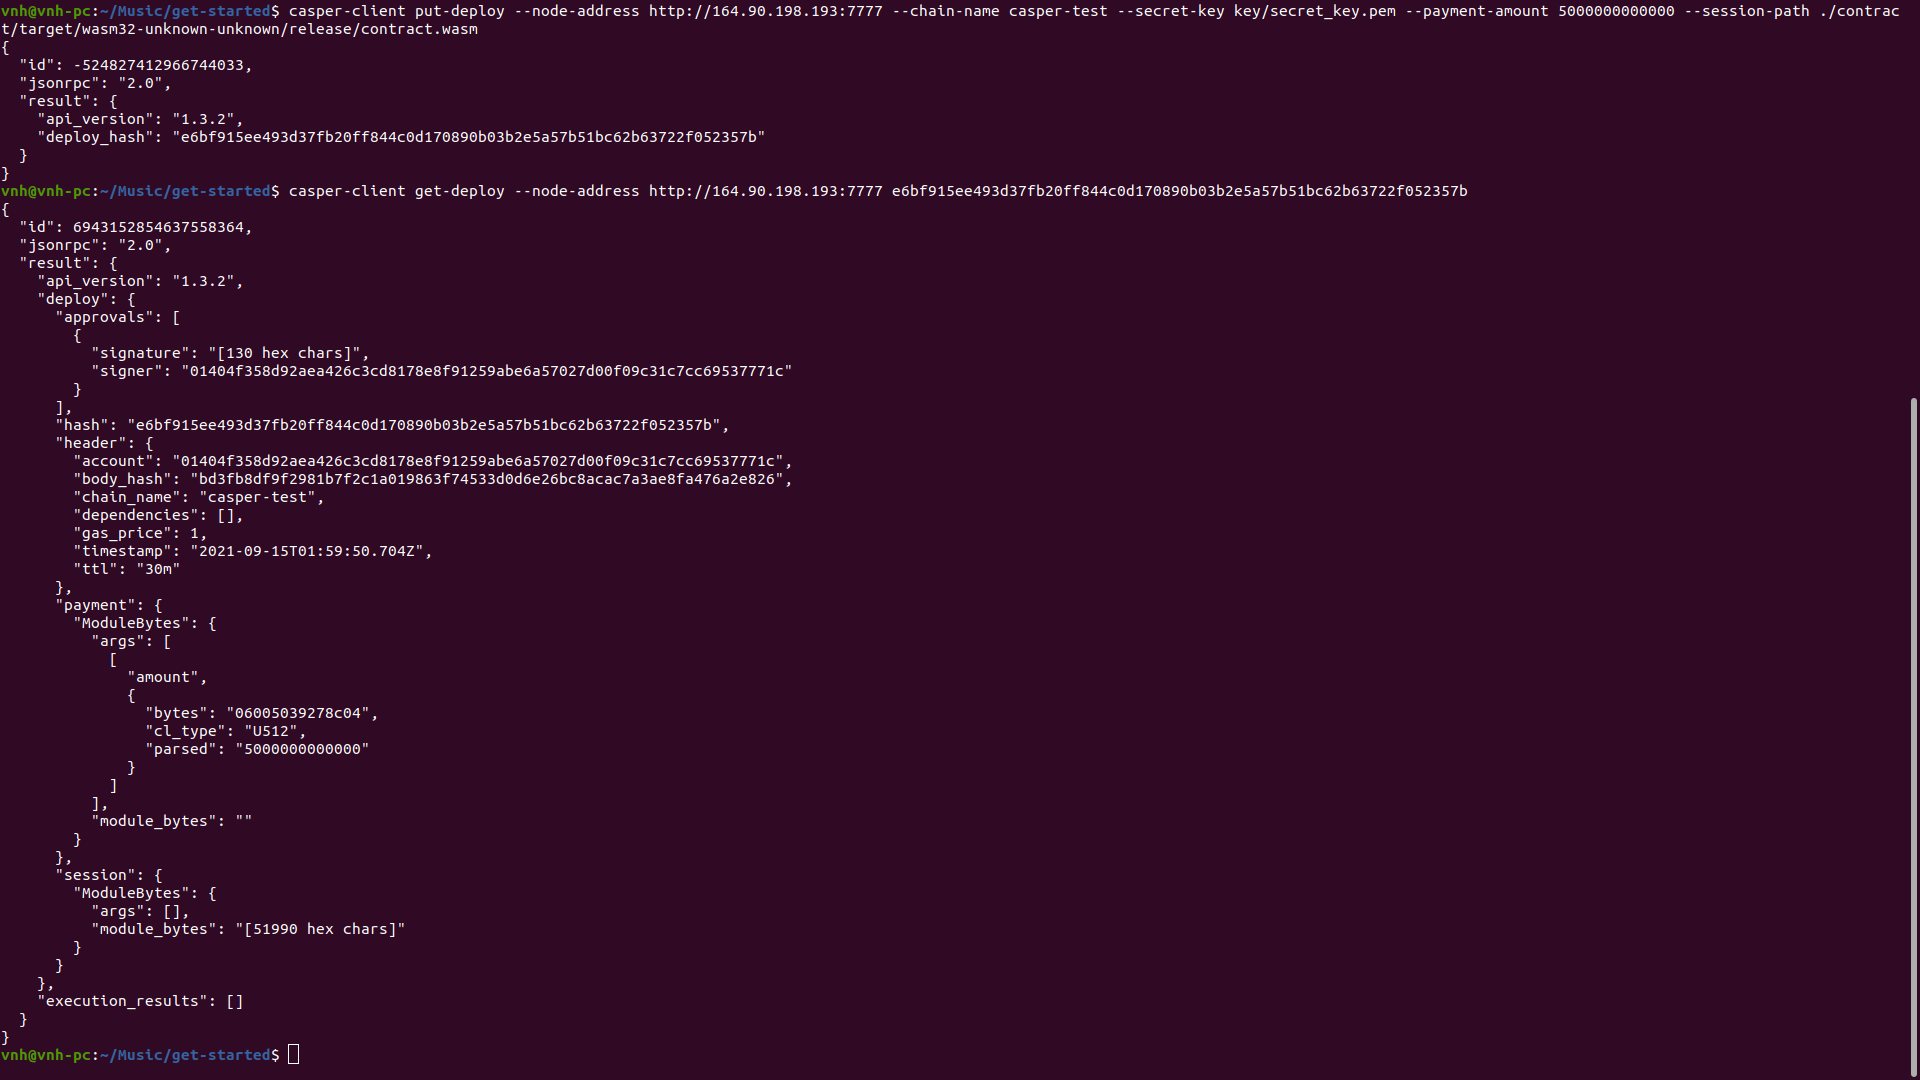 vnh@vnh-pc:~/Music/get-started$ casper-client put-deploy --node-address http://164.90.198.193:7777 --chain-name casper-test --secret-key key/secret_key.pem --payment-amount 5000000000000 --session-path ./contrac
t/target/wasm32-unknown-unknown/release/contract.wasm
{
  "id": -524827412966744033,
  "jsonrpc": "2.0",
  "result": {
    "api_version": "1.3.2",
    "deploy_hash": "e6bf915ee493d37fb20ff844c0d170890b03b2e5a57b51bc62b63722f052357b"
  }
}
vnh@vnh-pc:~/Music/get-started$ casper-client get-deploy --node-address http://164.90.198.193:7777 e6bf915ee493d37fb20ff844c0d170890b03b2e5a57b51bc62b63722f052357b
{
  "id": 6943152854637558364,
  "jsonrpc": "2.0",
  "result": {
    "api_version": "1.3.2",
    "deploy": {
      "approvals": [
        {
          "signature": "[130 hex chars]",
          "signer": "01404f358d92aea426c3cd8178e8f91259abe6a57027d00f09c31c7cc69537771c"
        }
      ],
      "hash": "e6bf915ee493d37fb20ff844c0d170890b03b2e5a57b51bc62b63722f052357b",
      "header": {
        "account": "01404f358d92aea426c3cd8178e8f91259abe6a57027d00f09c31c7cc69537771c",
        "body_hash": "bd3fb8df9f2981b7f2c1a019863f74533d0d6e26bc8acac7a3ae8fa476a2e826",
        "chain_name": "casper-test",
        "dependencies": [],
        "gas_price": 1,
        "timestamp": "2021-09-15T01:59:50.704Z",
        "ttl": "30m"
      },
      "payment": {
        "ModuleBytes": {
          "args": [
            [
              "amount",
              {
                "bytes": "06005039278c04",
                "cl_type": "U512",
                "parsed": "5000000000000"
              }
            ]
          ],
          "module_bytes": ""
        }
      },
      "session": {
        "ModuleBytes": {
          "args": [],
          "module_bytes": "[51990 hex chars]"
        }
      }
    },
    "execution_results": []
  }
}
vnh@vnh-pc:~/Music/get-started$